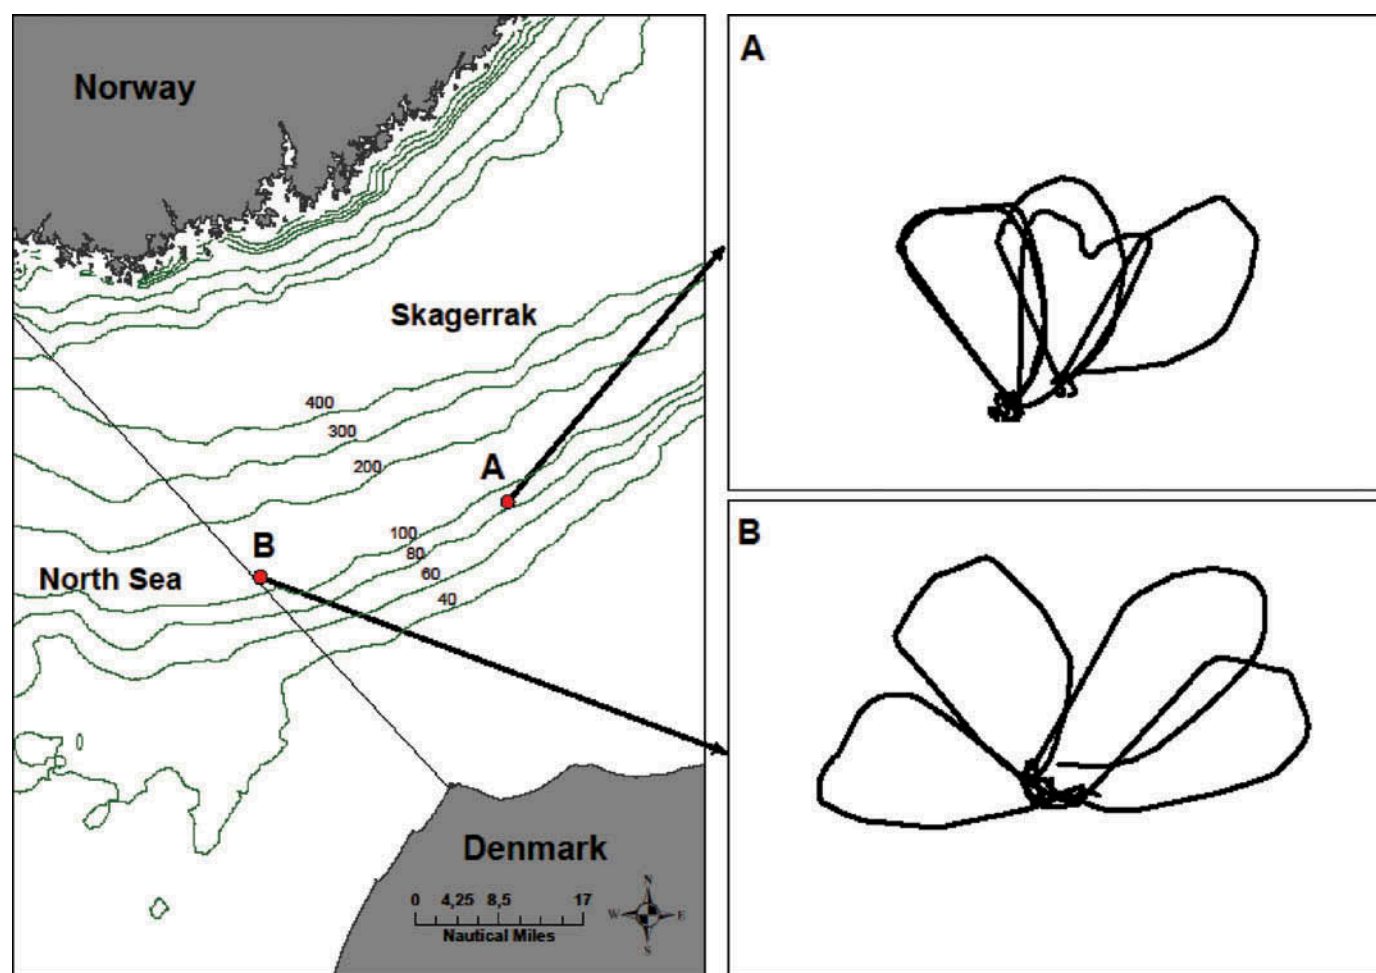 Norway
Skagerrak
400
300
200
A
100
80
60
40
B
North Sea
Denmark
0 4,25 8,5 17
Nautical Miles
N
W E
S
A
B